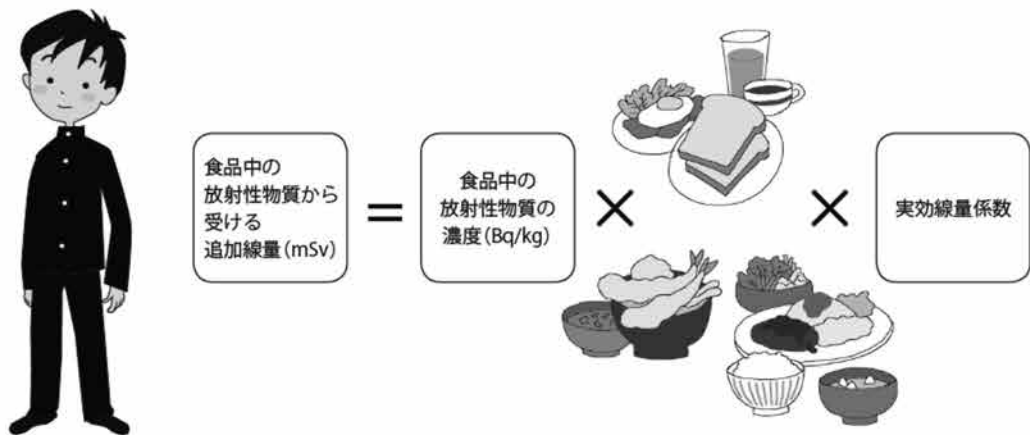 食品中の
放射性物質から
受ける
追加線量(mSv)
=
食品中の
放射性物質の
濃度(Bq/kg)
×
×
実効線量係数